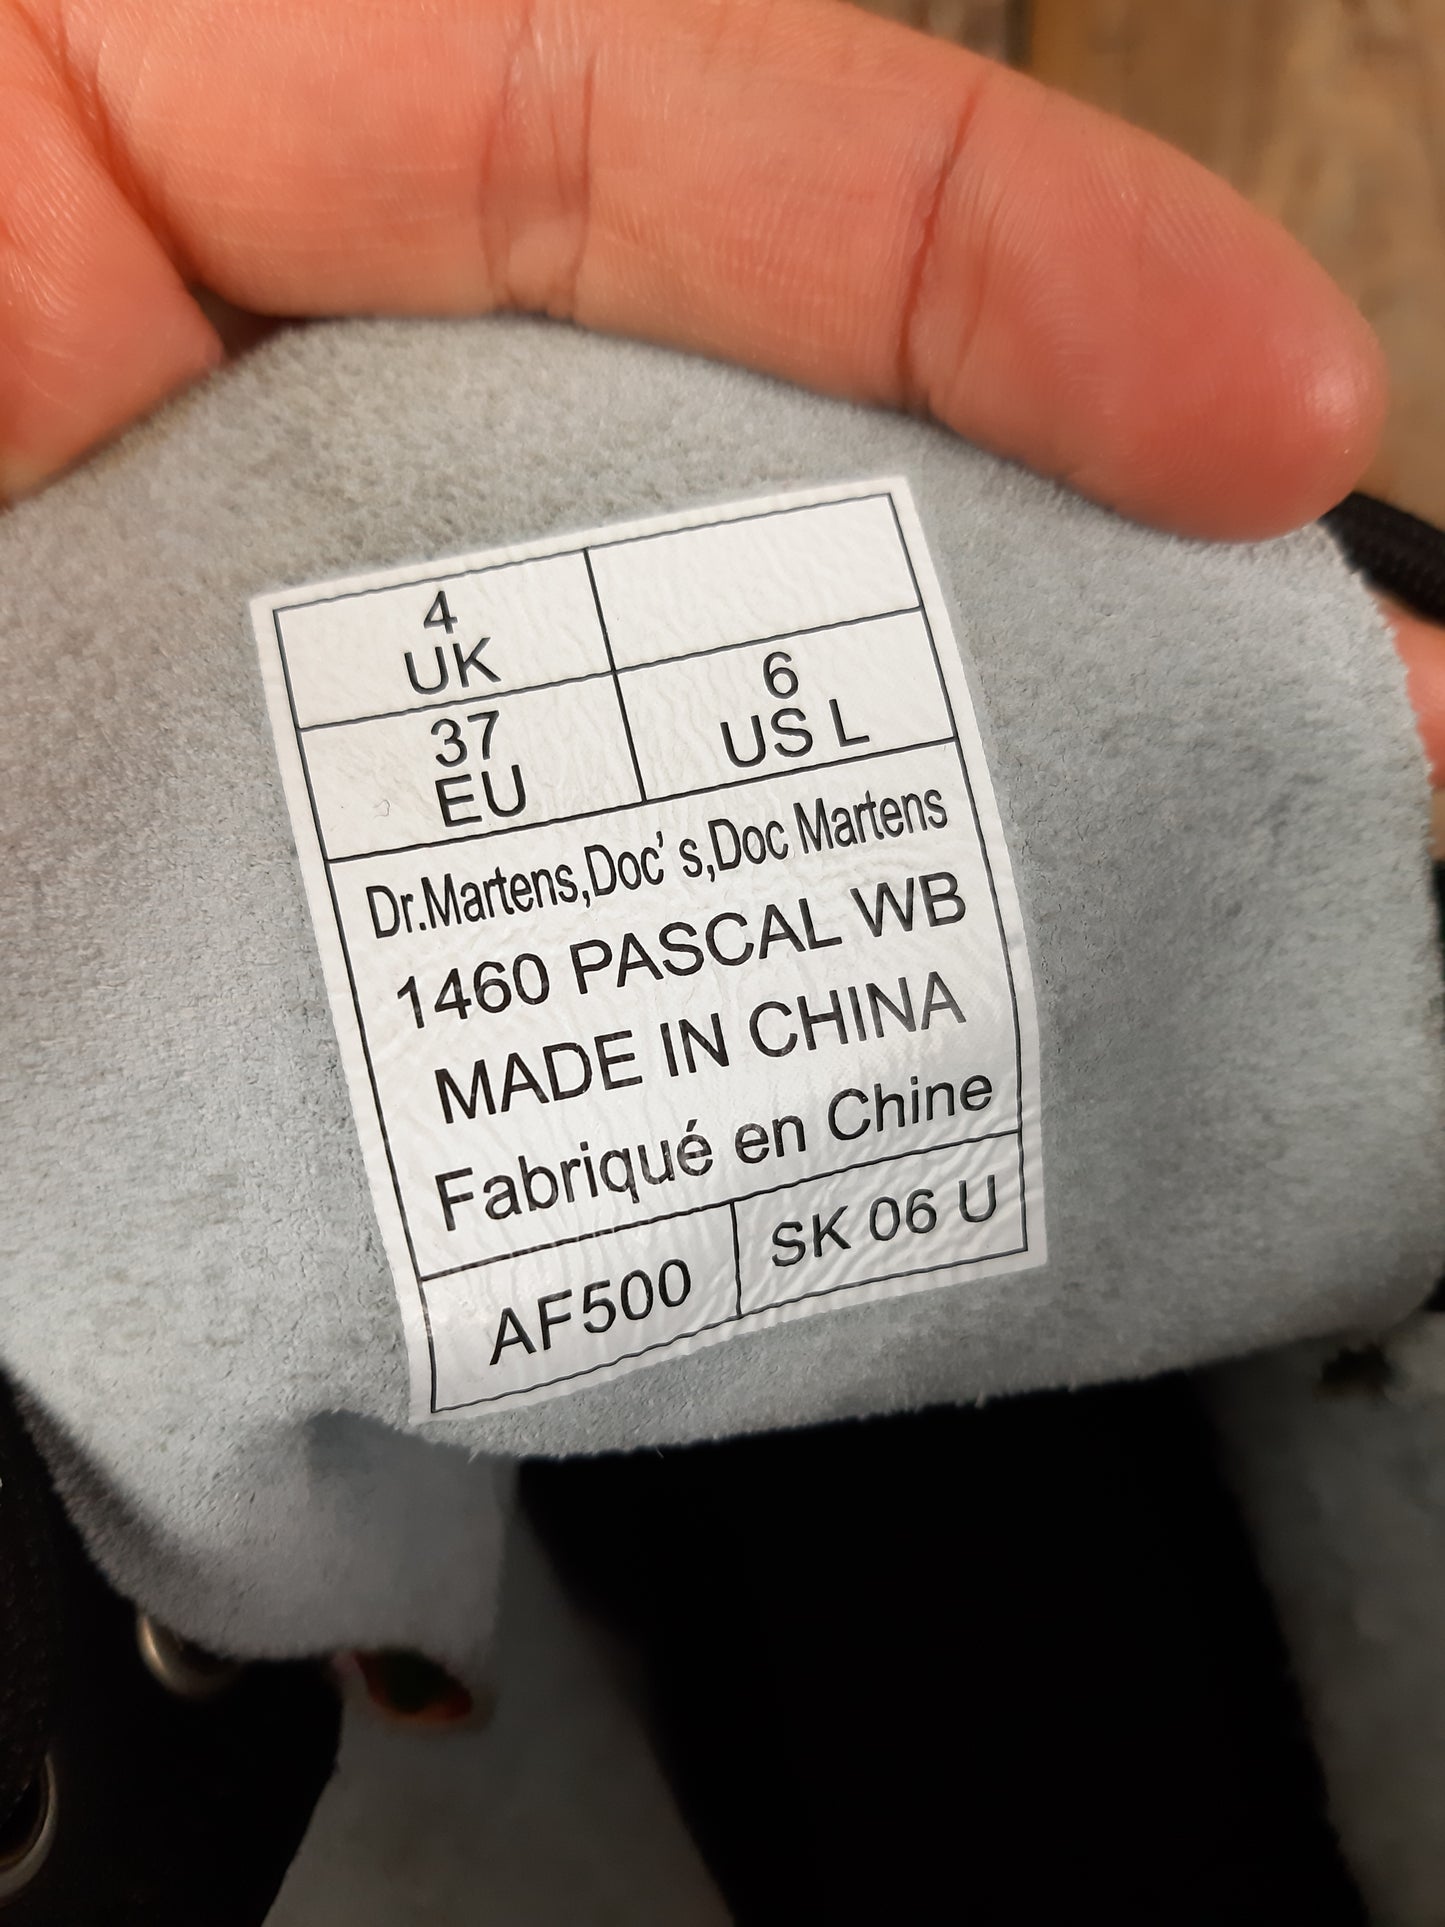 4
UK
37
EU
6
US L
Dr.Martens,Doc's,Doc Martens
1460 PASCAL WB
MADE IN CHINA
Fabriqué en Chine
AF500
SK 06 U